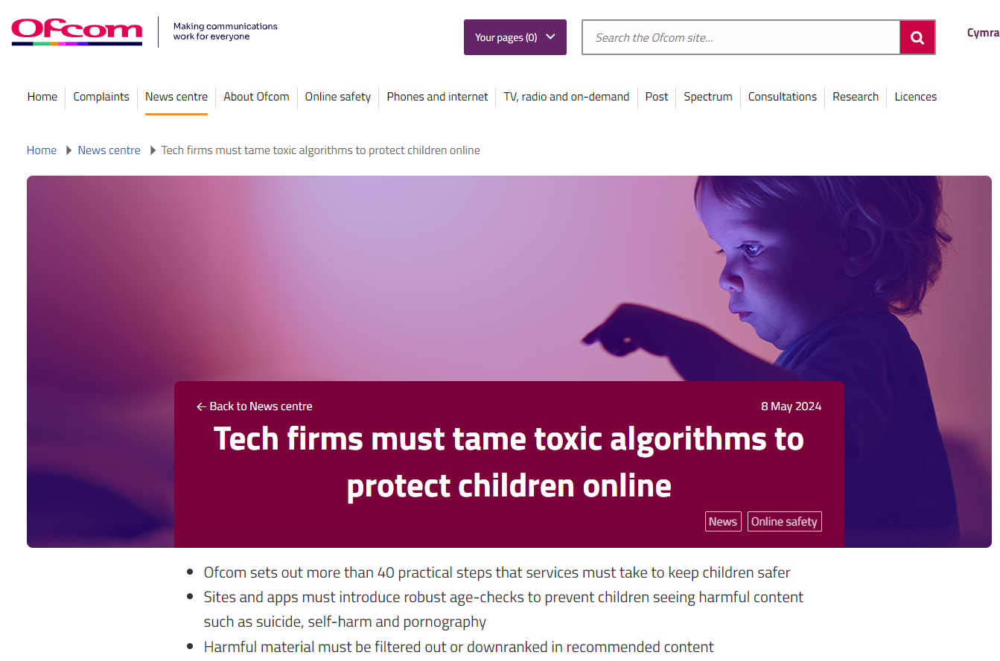 Ofcom
Making communications
work for everyone
Your pages (0)
Search the Ofcom site...
Cymra
Home
Complaints
News centre
About Ofcom
Online safety
Phones and internet
TV, radio and on-demand
Post
Spectrum
Consultations
Research
Licences
Home
News centre
Tech firms must tame toxic algorithms to protect children online
← Back to News centre
8 May 2024
Tech firms must tame toxic algorithms to
protect children online
News
Online safety
• Ofcom sets out more than 40 practical steps that services must take to keep children safer
• Sites and apps must introduce robust age-checks to prevent children seeing harmful content
such as suicide, self-harm and pornography
• Harmful material must be filtered out or downranked in recommended content